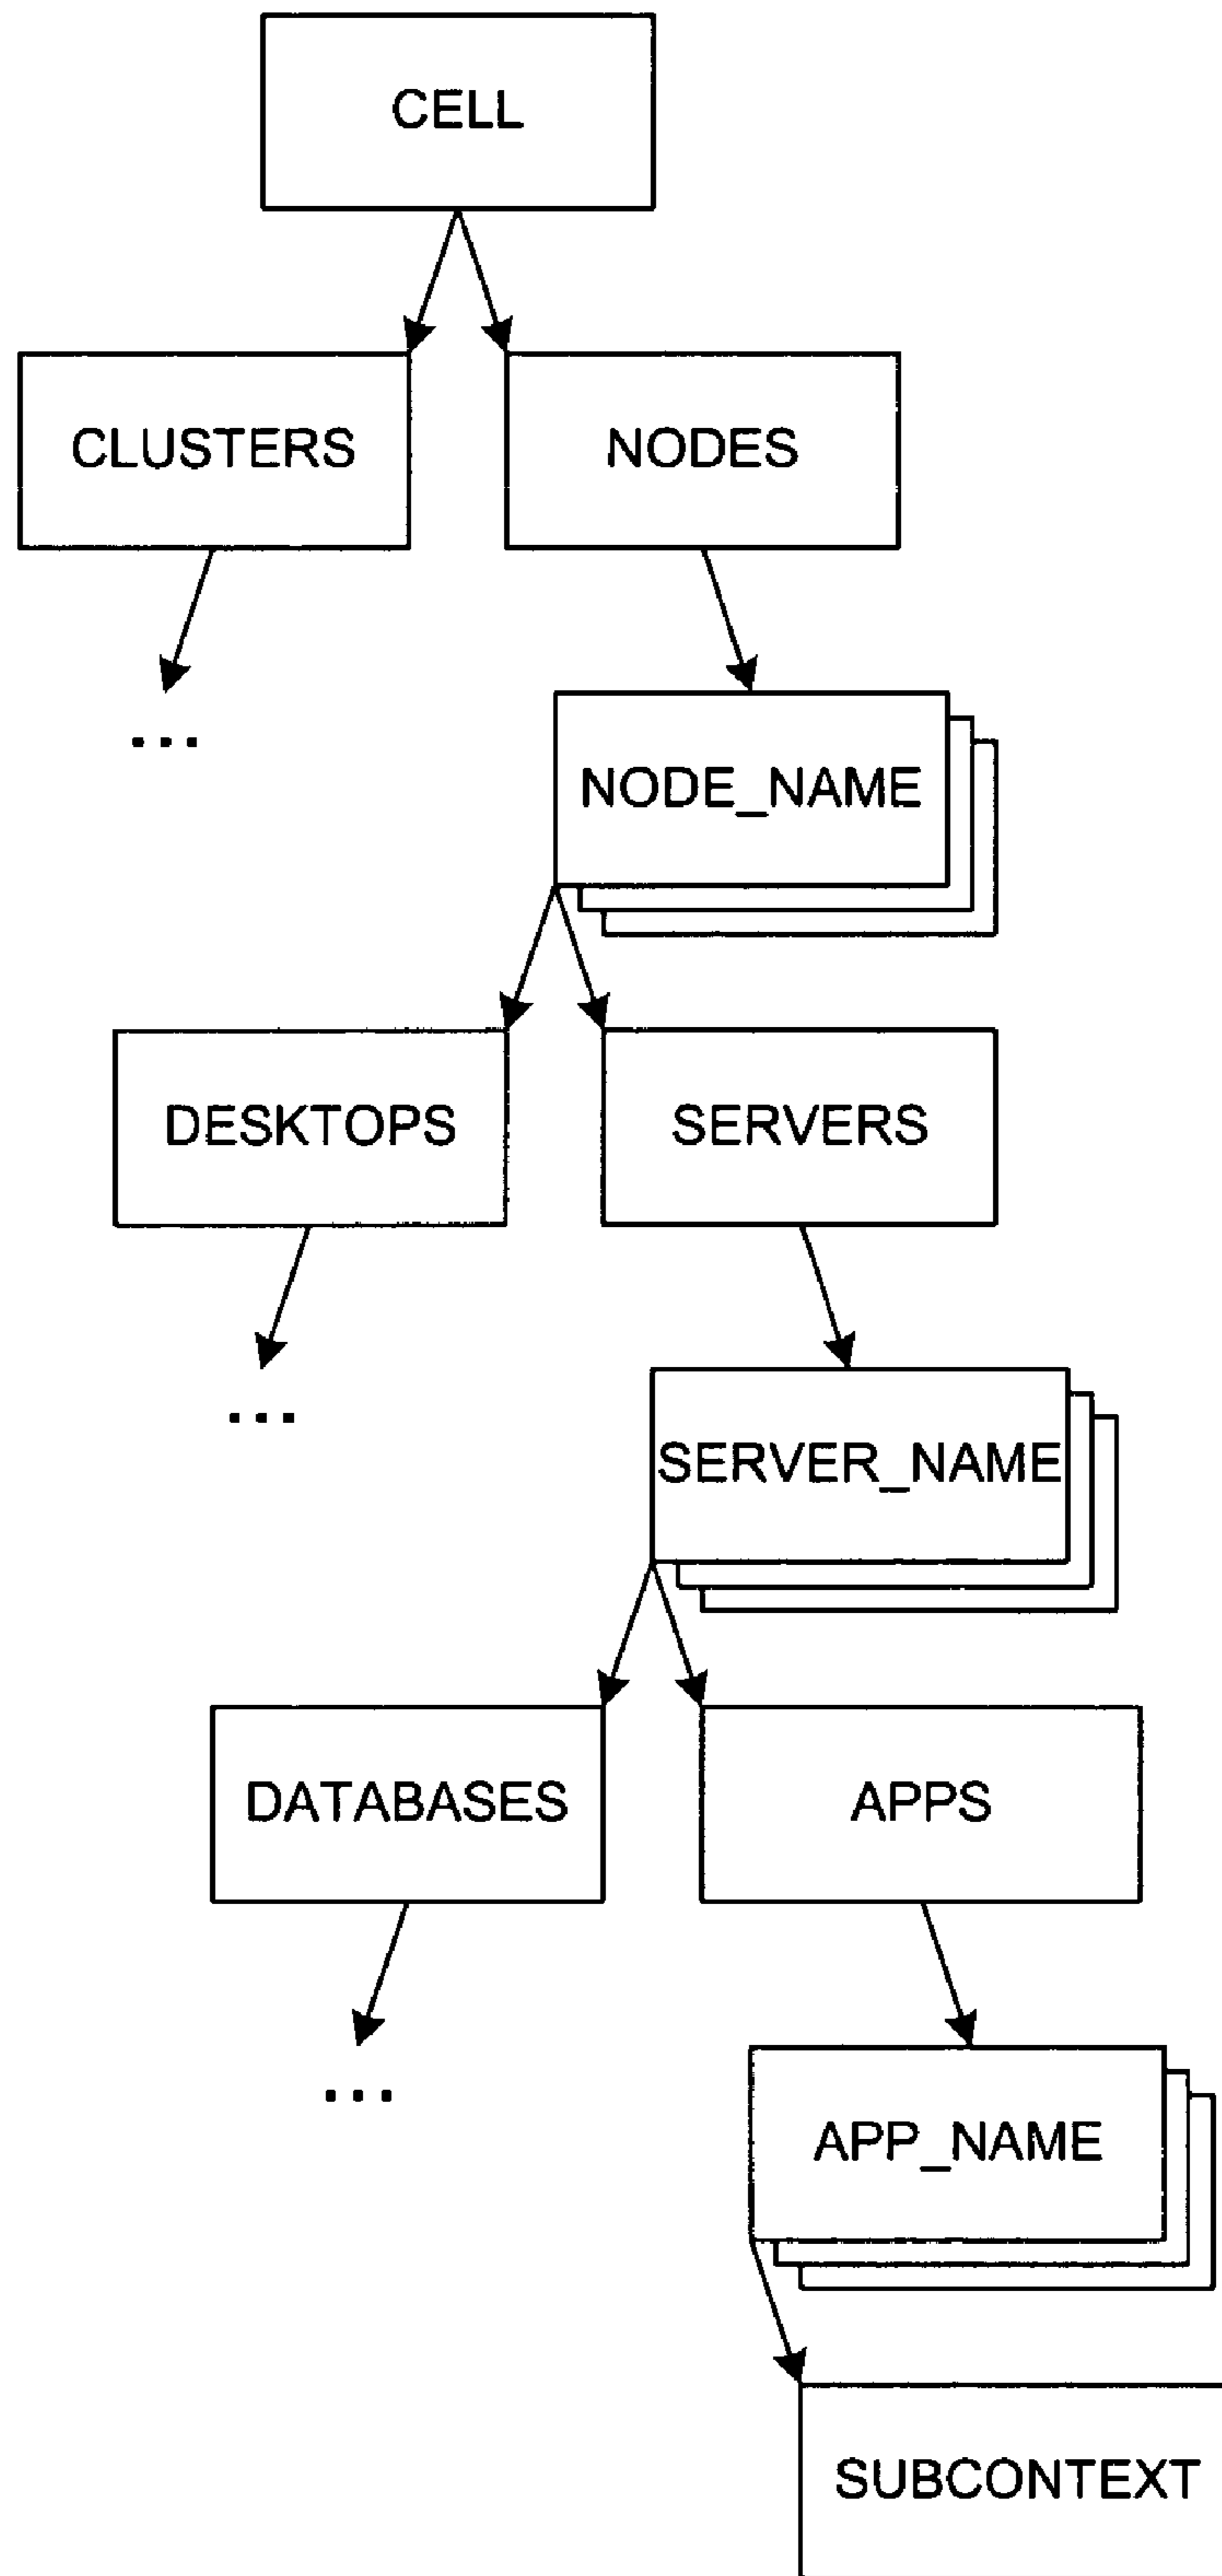 CELL
CLUSTERS
NODES
...
NODE_NAME
DESKTOPS
SERVERS
...
SERVER_NAME
DATABASES
APPS
...
APP_NAME
SUBCONTEXT